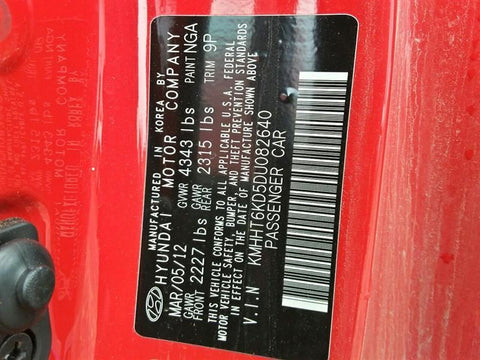 MANUFACTURED IN KOREA BY
HYUNDAI MOTOR COMPANY
MAR/05/12 GVWR 4343 lbs PAINT NGA
GAWR FRONT 2227 lbs GAWR REAR 2315 lbs TRIM 9P
THIS VEHICLE CONFORMS TO ALL APPLICABLE U.S.A. FEDERAL
MOTOR VEHICLE SAFETY, BUMPER, AND THEFT PREVENTION STANDARDS
IN EFFECT ON THE DATE OF MANUFACTURE SHOWN ABOVE
V.I.N KMHHT6KD5DU082640
PASSENGER CAR